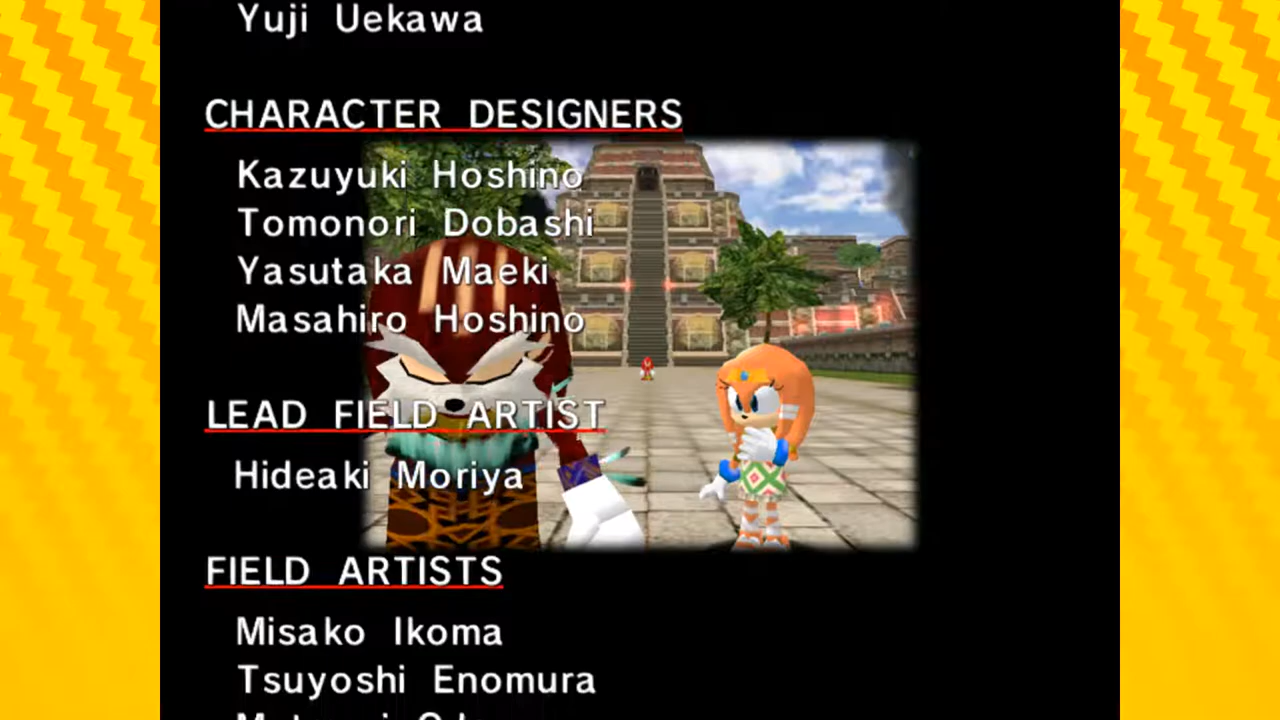 Yuji Uekawa
CHARACTER DESIGNERS
Kazuyuki Hoshino
Tomonori Dobashi
Yasutaka Maeki
Masahiro Hoshino
LEAD FIELD ARTIST
Hideaki Moriya
FIELD ARTISTS
Misako Ikoma
Tsuyoshi Enomura